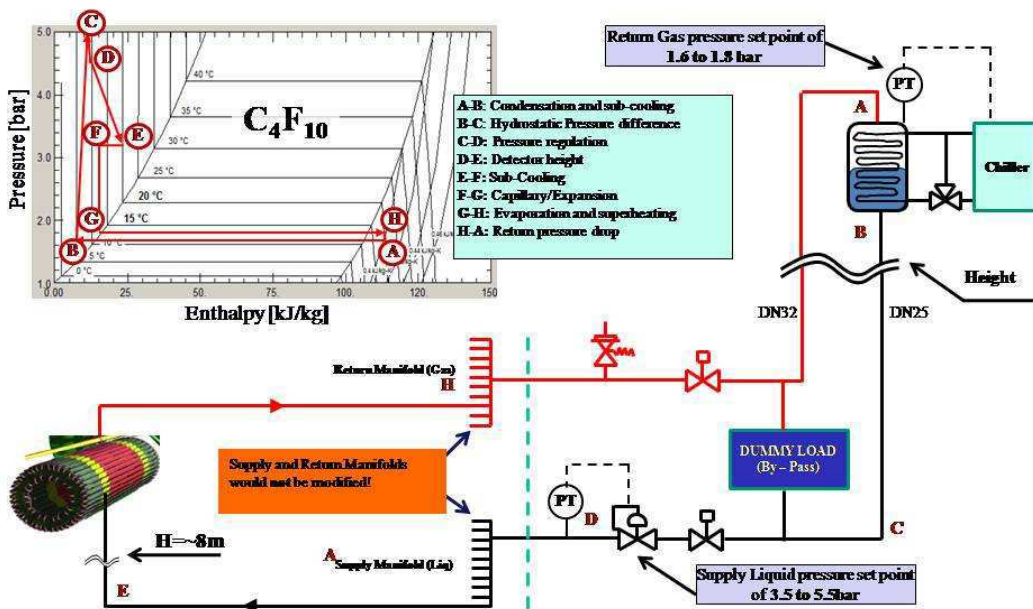 C
D
F
E
G
H
B
A
Pressure [bar]
5.0
4.0
3.0
2.0
1.0
C₄F₁₀
40 °C
35 °C
30 °C
25 °C
20 °C
15 °C
10 °C
5 °C
0 °C
0.00
25.
50.
75.
100.
125.
150
Enthalpy [kJ/kg]
A-B: Condensation and sub-cooling
B-C: Hydrostatic Pressure difference
C-D: Pressure regulation
D-E: Detector height
E-F: Sub-Cooling
F-G: Capillary/Expansion
G-H: Evaporation and superheating
H-A: Return pressure drop
Return Gas pressure set point of
1.6 to 1.8 bar
PT
A
Chiller
B
Height
DN32
DN25
Return Manifold (Gas)
H
Supply and Return Manifolds
would not be modified!
DUMMY LOAD
(By – Pass)
PT
D
C
H=~8m
A
Supply Manifold (Liq)
E
Supply Liquid pressure set point
of 3.5 to 5.5bar